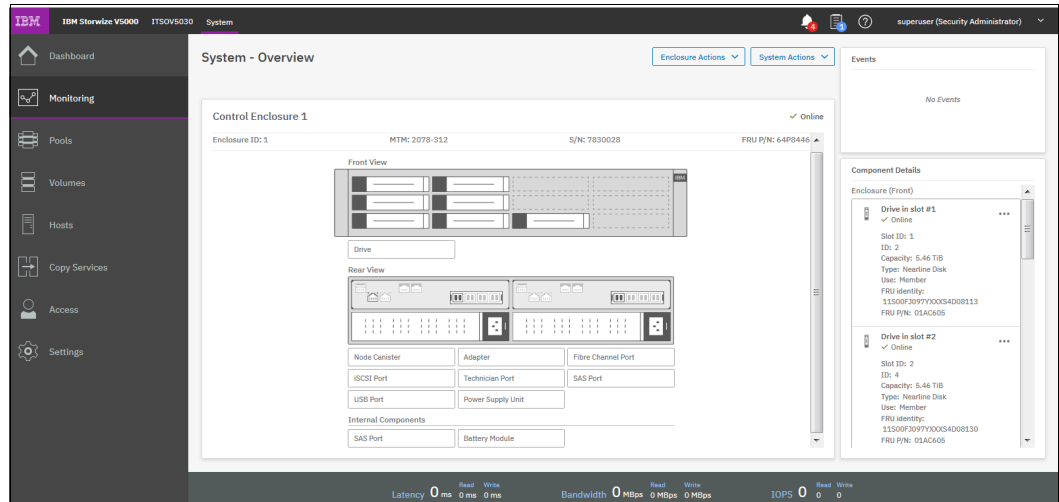 IBM
IBM Storwize V5000 ITSOV5030 System
4
1
superuser (Security Administrator)
Dashboard
Monitoring
Pools
Volumes
Hosts
Copy Services
Access
Settings
System - Overview
Enclosure Actions
System Actions
Control Enclosure 1
Online
Enclosure ID: 1 MTM: 2078-312 S/N: 7830028 FRU P/N: 64P8446
Front View
IBM
Drive
Rear View
Node Canister Adapter Fibre Channel Port
iSCSI Port Technician Port SAS Port
USB Port Power Supply Unit
Internal Components
SAS Port Battery Module
Events
No Events
Component Details
Enclosure (Front)
Drive in slot #1
Online
Slot ID: 1
ID: 2
Capacity: 5.46 TiB
Type: Nearline Disk
Use: Member
FRU identity:
11S00FJ097YXXXS4D08113
FRU P/N: 01AC605
Drive in slot #2
Online
Slot ID: 2
ID: 4
Capacity: 5.46 TiB
Type: Nearline Disk
Use: Member
FRU identity:
11S00FJ097YXXXS4D08130
FRU P/N: 01AC605
Read Write
Latency 0 ms 0 ms 0 ms
Read Write
Bandwidth 0 MBps 0 MBps 0 MBps
Read Write
IOPS 0 0 0